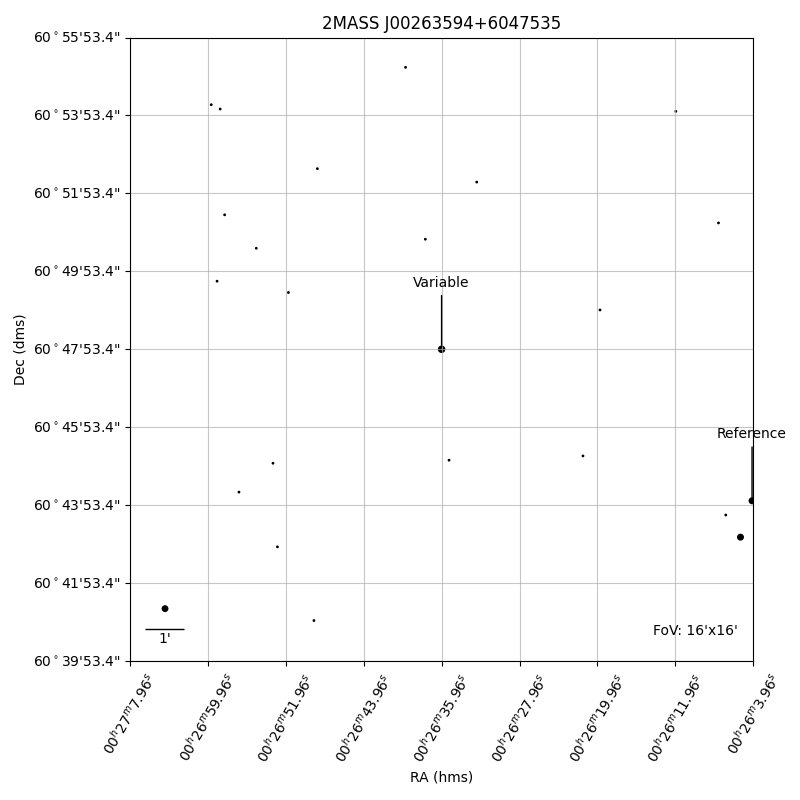 2MASS J00263594+6047535
60°55'53.4"
60°53'53.4"
60°51'53.4"
60°49'53.4"
60°47'53.4"
60°45'53.4"
60°43'53.4"
60°41'53.4"
60°39'53.4"
Dec (dms)
Variable
Reference
1'
FoV: 16'x16'
00ʰ27ᵐ7.96ˢ
00ʰ26ᵐ59.96ˢ
00ʰ26ᵐ51.96ˢ
00ʰ26ᵐ43.96ˢ
00ʰ26ᵐ35.96ˢ
00ʰ26ᵐ27.96ˢ
00ʰ26ᵐ19.96ˢ
00ʰ26ᵐ11.96ˢ
00ʰ26ᵐ3.96ˢ
RA (hms)